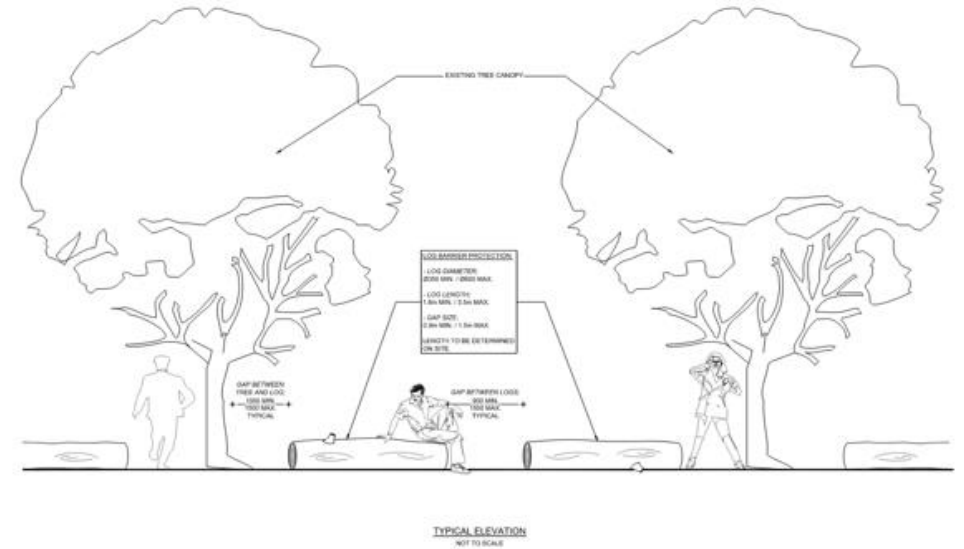 EXISTING TREE CANOPY
LOG BARRIER PROTECTION:
- LOG DIAMETER:
Ø350 MIN. / Ø600 MAX.
- LOG LENGTH:
1.8m MIN. / 3.5m MAX.
- GAP SIZE:
0.9m MIN. / 1.5m MAX.
LENGTH TO BE DETERMINED
ON SITE.
GAP BETWEEN
TREE AND LOG:
1000 MIN.
1500 MAX.
TYPICAL
GAP BETWEEN LOGS:
900 MIN.
1500 MAX.
TYPICAL
TYPICAL ELEVATION
NOT TO SCALE